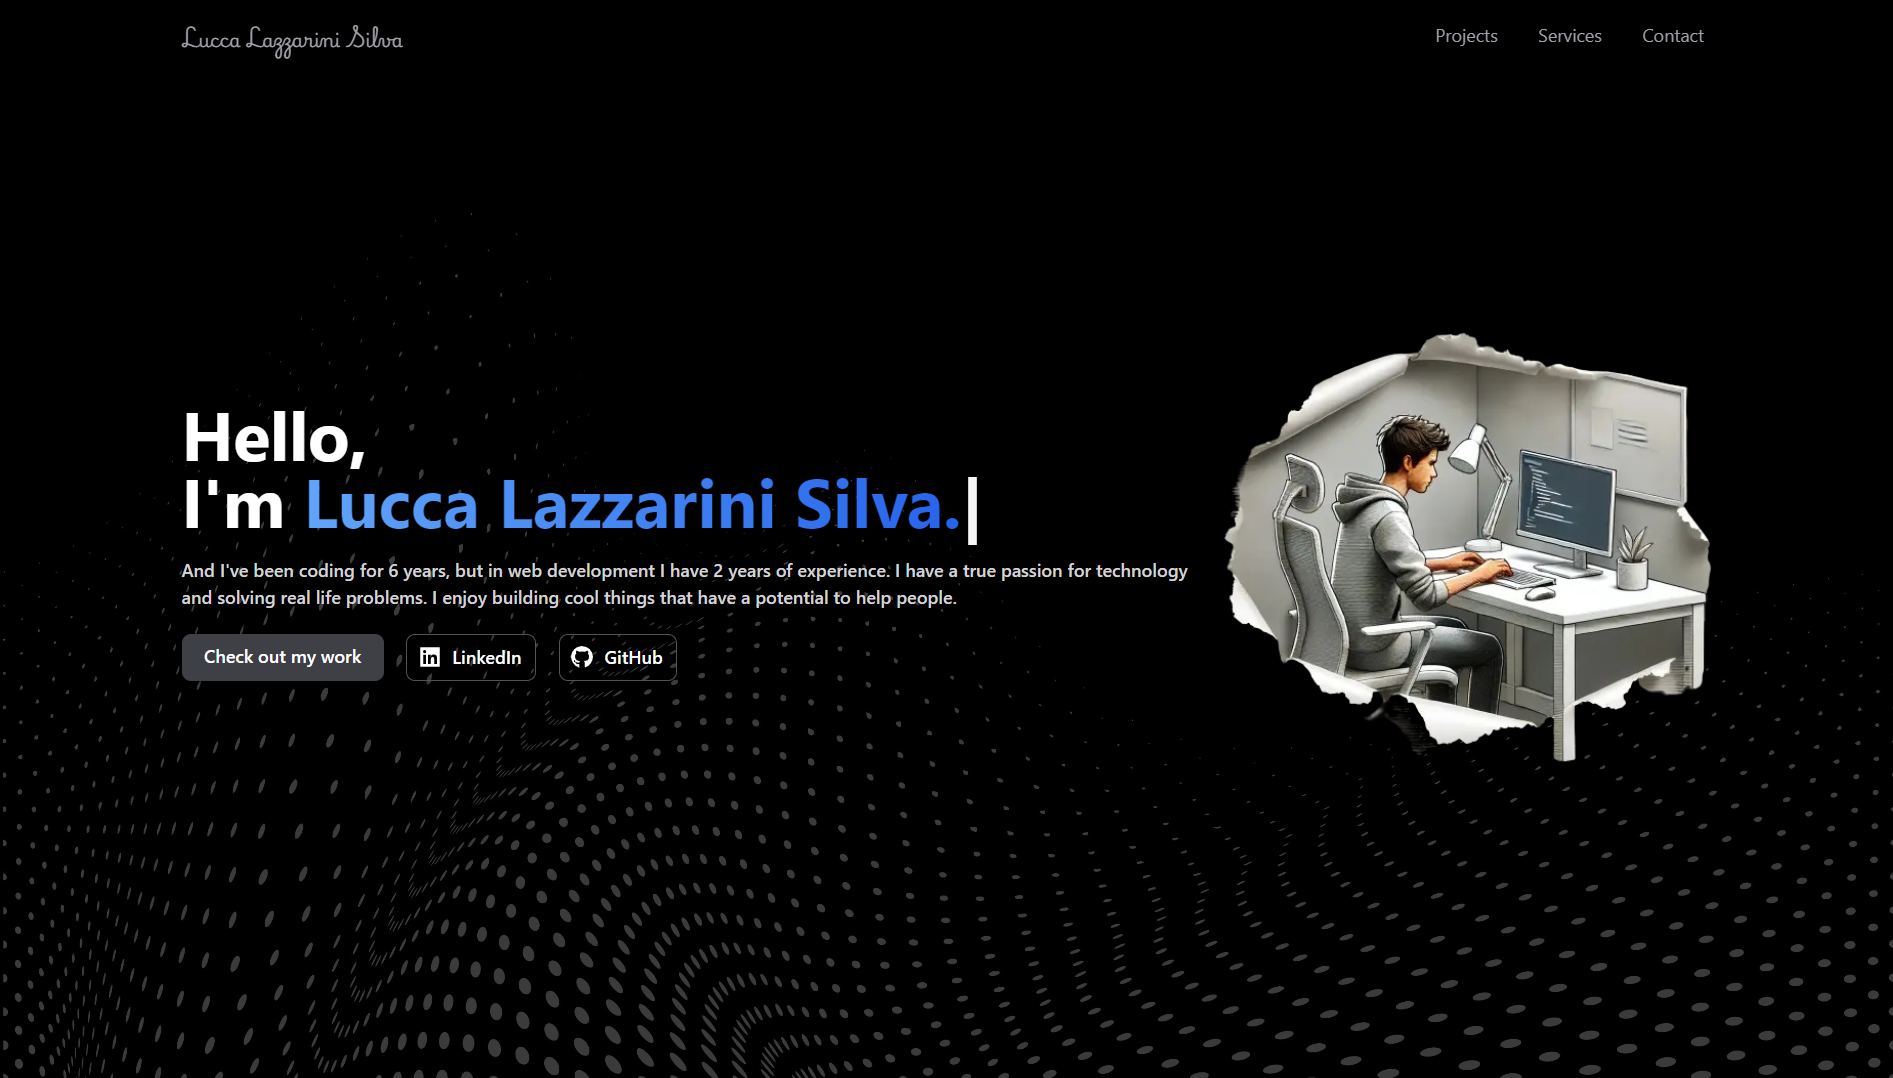 Lucca Lazzarini Silva
Projects
Services
Contact
Hello,
I'm Lucca Lazzarini Silva.|
And I've been coding for 6 years, but in web development I have 2 years of experience. I have a true passion for technology
and solving real life problems. I enjoy building cool things that have a potential to help people.
Check out my work
LinkedIn
GitHub